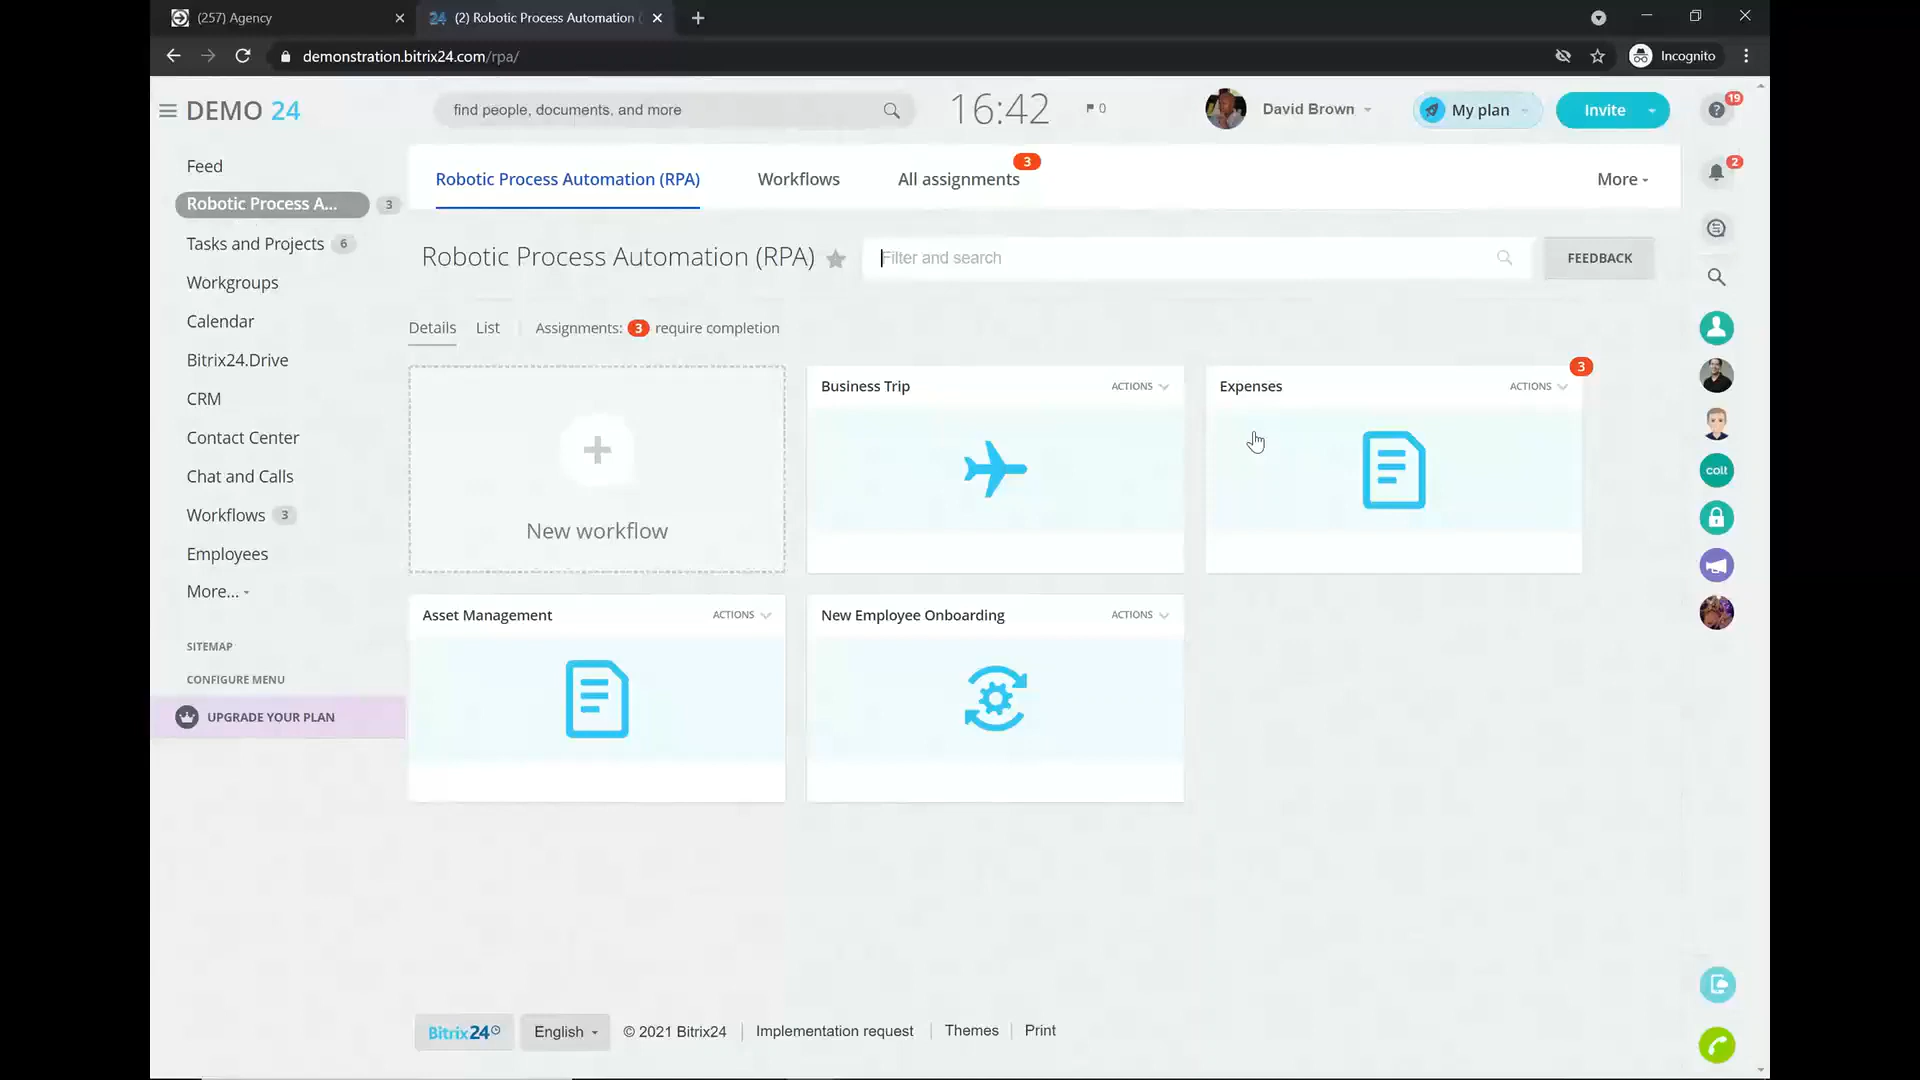 (257) Agency
24 (2) Robotic Process Automation (
demonstration.bitrix24.com/rpa/
Incognito
DEMO 24
find people, documents, and more
16:42
0
David Brown
My plan
Invite
19
Feed
Robotic Process A... 3
Tasks and Projects 6
Workgroups
Calendar
Bitrix24.Drive
CRM
Contact Center
Chat and Calls
Workflows 3
Employees
More...
SITEMAP
CONFIGURE MENU
UPGRADE YOUR PLAN
Robotic Process Automation (RPA)
Workflows
All assignments 3
More
2
Robotic Process Automation (RPA)
Filter and search
FEEDBACK
Details
List
Assignments: 3 require completion
New workflow
Business Trip
ACTIONS
Expenses
ACTIONS
3
Asset Management
ACTIONS
New Employee Onboarding
ACTIONS
colt
Bitrix24
English
© 2021 Bitrix24
Implementation request
Themes
Print